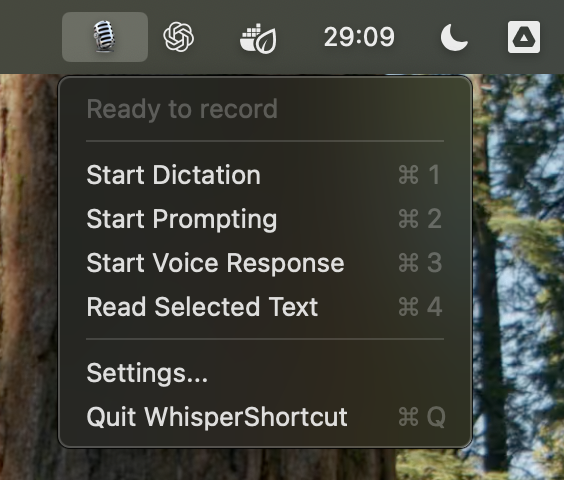 29:09
Ready to record
Start Dictation ⌘ 1
Start Prompting ⌘ 2
Start Voice Response ⌘ 3
Read Selected Text ⌘ 4
Settings...
Quit WhisperShortcut ⌘ Q